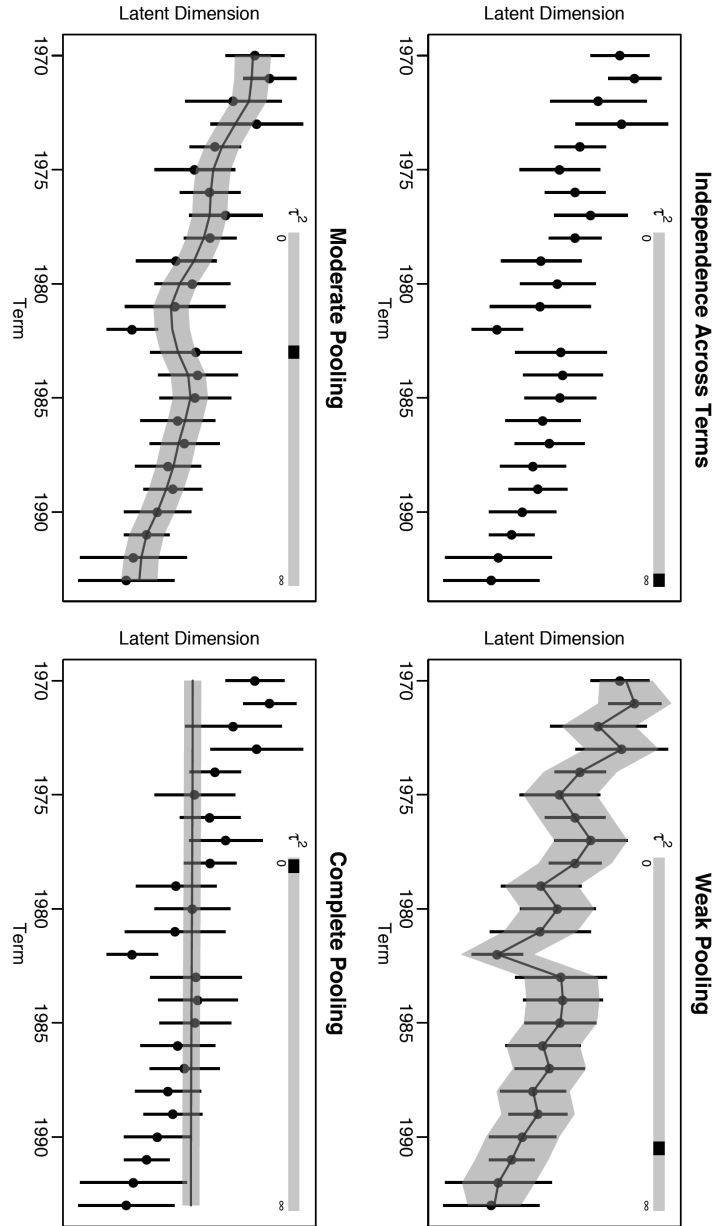 Independence Across Terms
τ² 0 ∞
Latent Dimension
1970 1975 1980 1985 1990
Term
Weak Pooling
τ² 0 ∞
Latent Dimension
1970 1975 1980 1985 1990
Term
Moderate Pooling
τ² 0 ∞
Latent Dimension
1970 1975 1980 1985 1990
Term
Complete Pooling
τ² 0 ∞
Latent Dimension
1970 1975 1980 1985 1990
Term